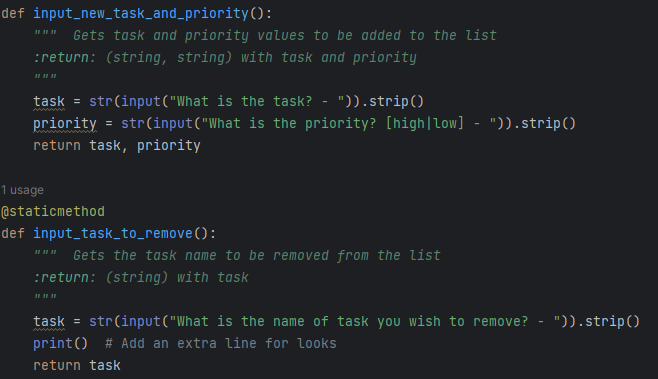 def input_new_task_and_priority():
    """  Gets task and priority values to be added to the list
    :return: (string, string) with task and priority
    """
    task = str(input("What is the task? - ")).strip()
    priority = str(input("What is the priority? [high|low] - ")).strip()
    return task, priority
1 usage
@staticmethod
def input_task_to_remove():
    """  Gets the task name to be removed from the list
    :return: (string) with task
    """
    task = str(input("What is the name of task you wish to remove? - ")).strip()
    print()  # Add an extra line for looks
    return task